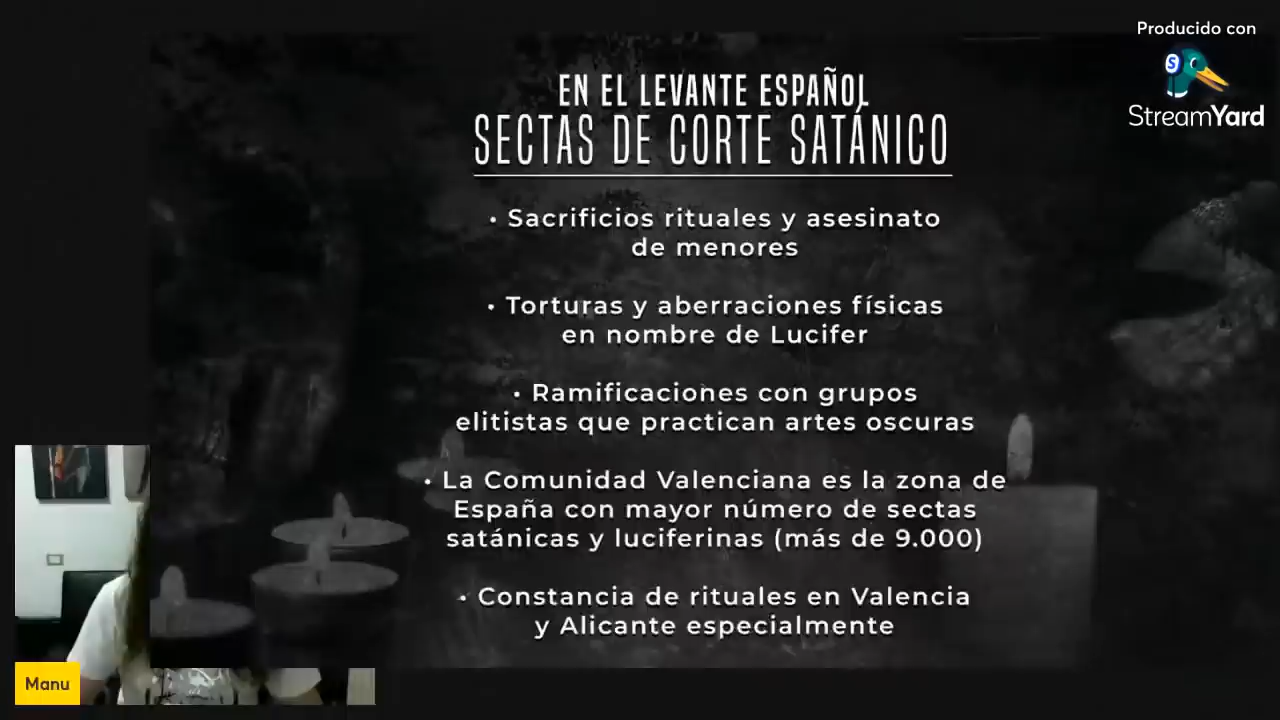 Producido con
StreamYard
EN EL LEVANTE ESPAÑOL
SECTAS DE CORTE SATÁNICO
• Sacrificios rituales y asesinato
de menores
• Torturas y aberraciones físicas
en nombre de Lucifer
• Ramificaciones con grupos
elitistas que practican artes oscuras
• La Comunidad Valenciana es la zona de
España con mayor número de sectas
satánicas y luciferinas (más de 9.000)
• Constancia de rituales en Valencia
y Alicante especialmente
Manu